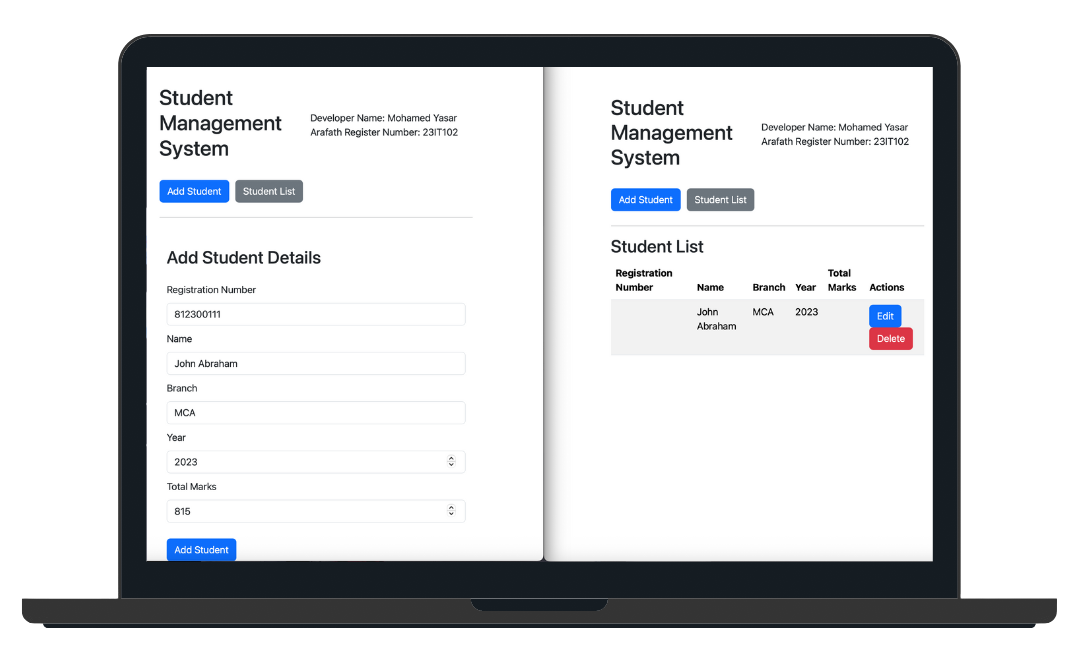 Student
Management
System
Developer Name: Mohamed Yasar
Arafath Register Number: 23IT102
Add Student
Student List
Add Student Details
Registration Number
812300111
Name
John Abraham
Branch
MCA
Year
2023
Total Marks
815
Add Student
Student
Management
System
Developer Name: Mohamed Yasar
Arafath Register Number: 23IT102
Add Student
Student List
Student List
Registration
Number
Name
Branch
Year
Total
Marks
Actions
John
Abraham
MCA
2023
Edit
Delete